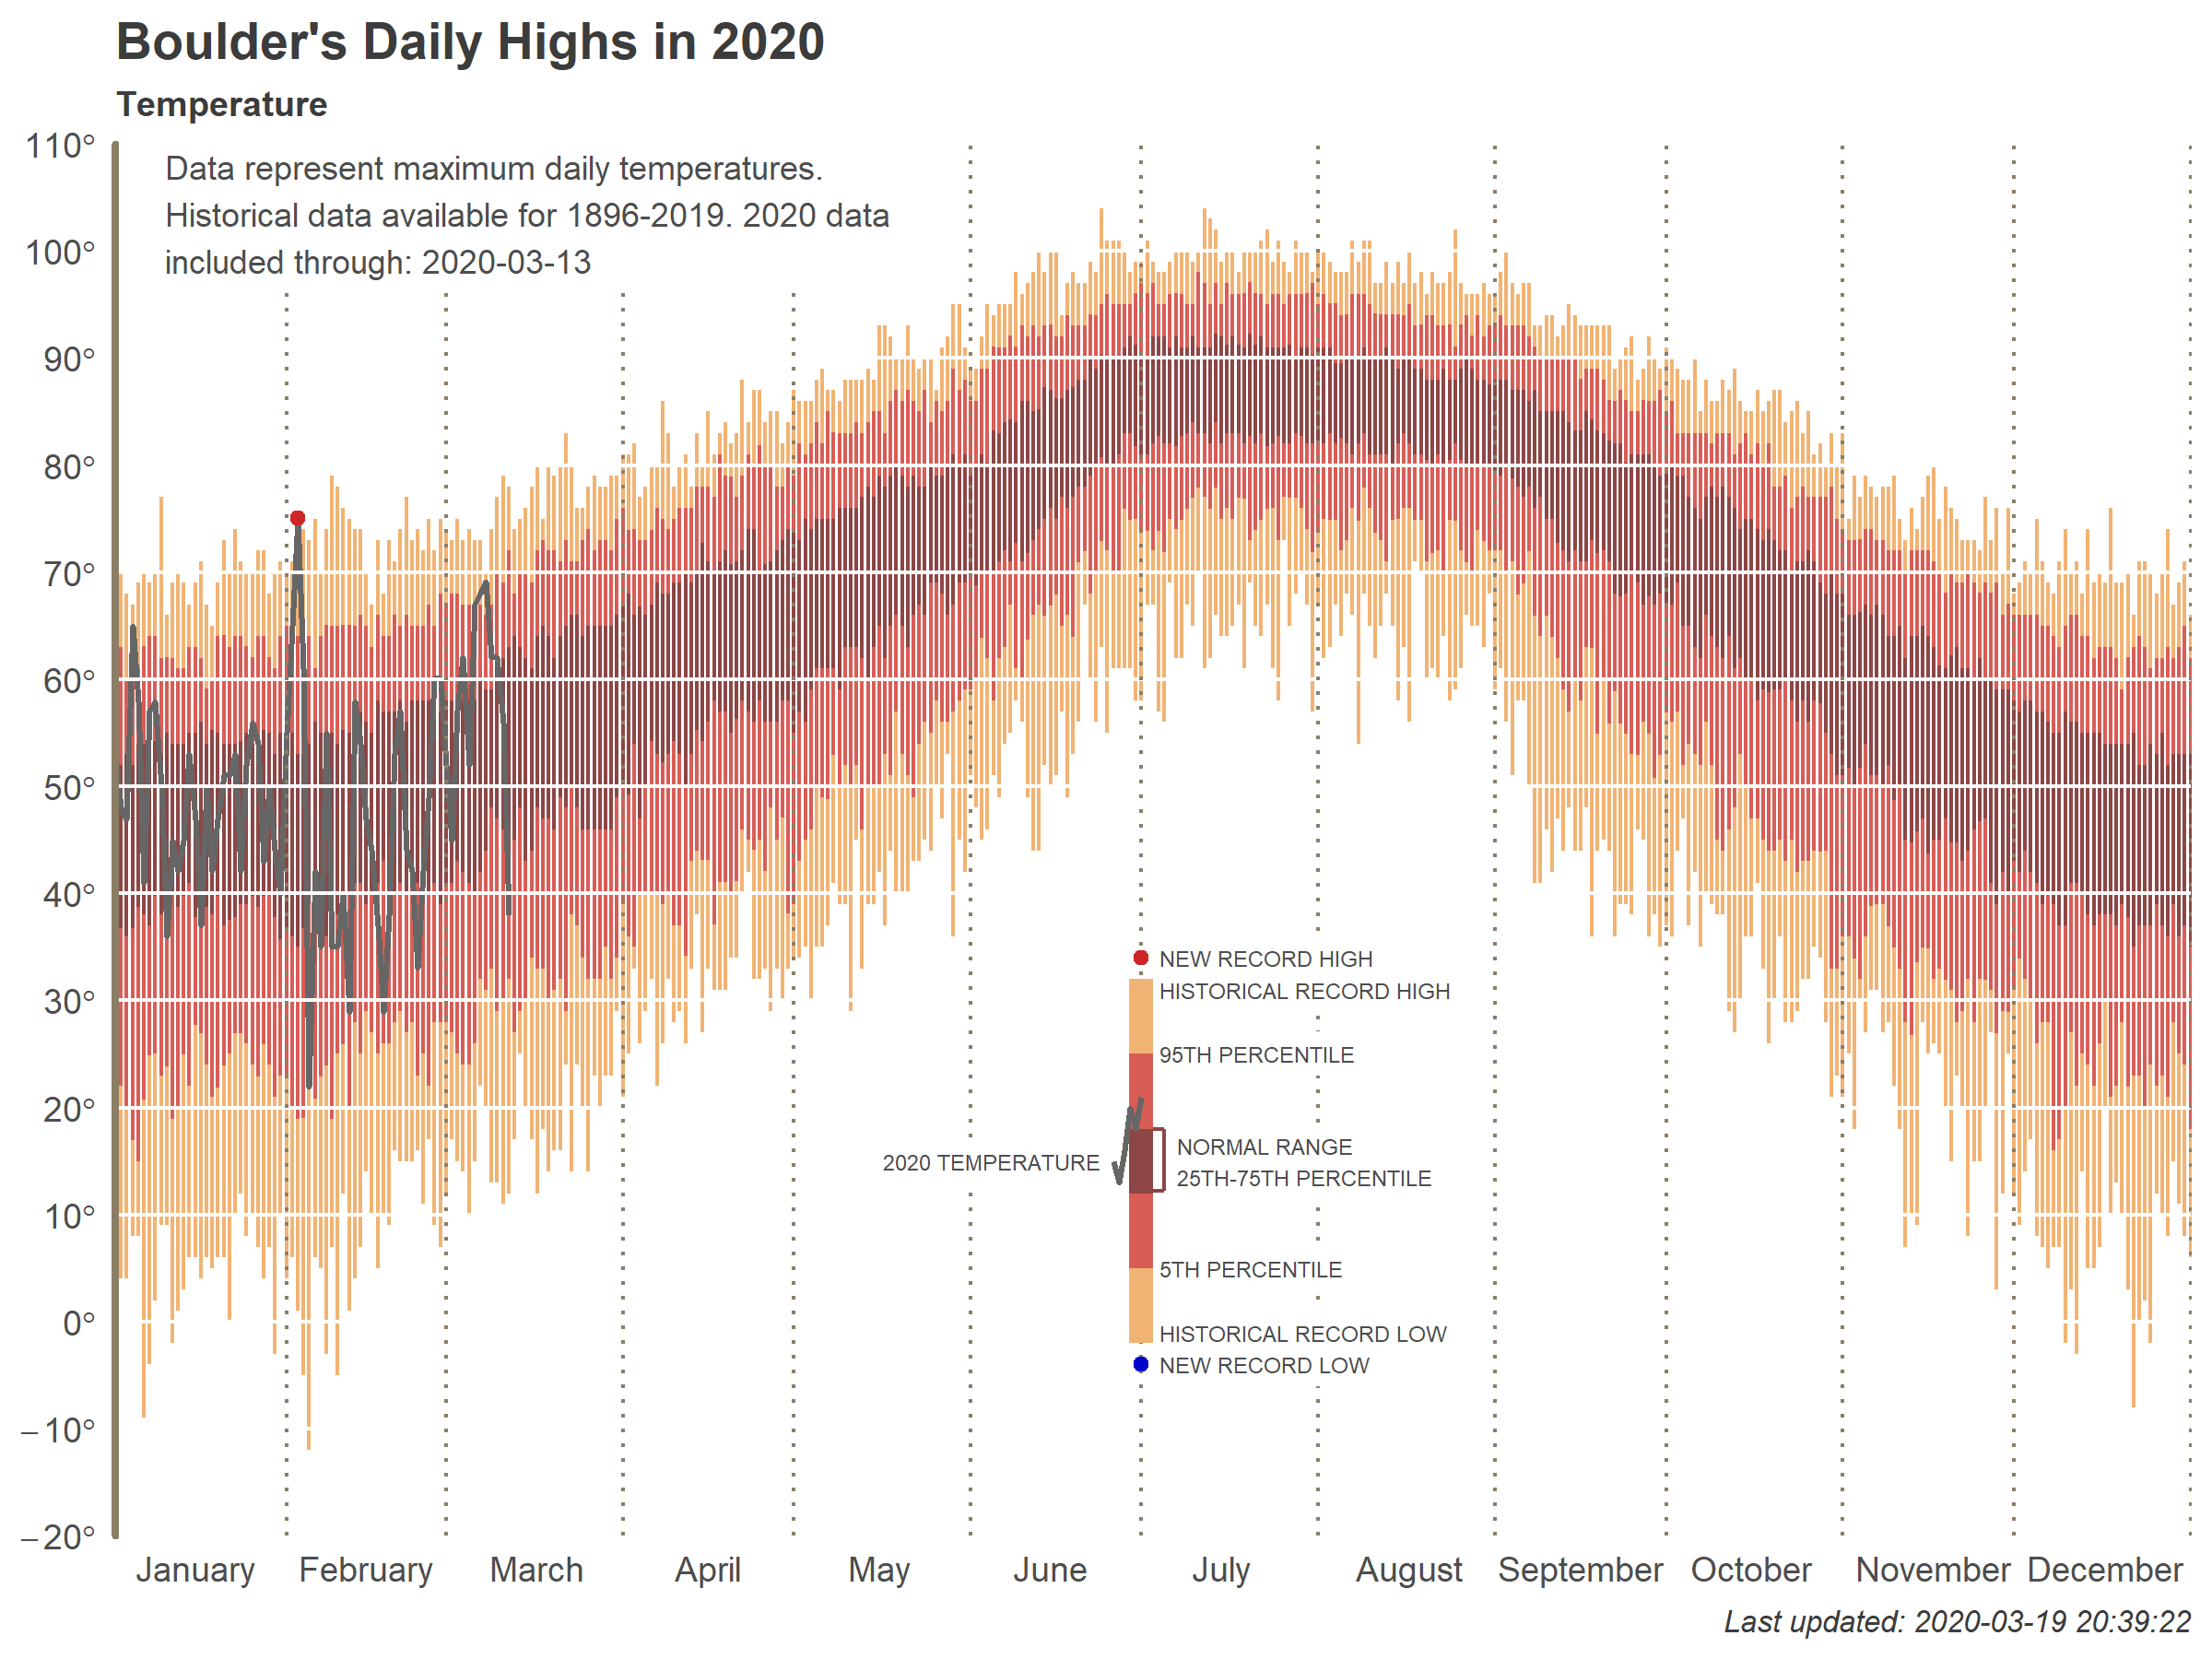 Boulder's Daily Highs in 2020
Temperature
110°
Data represent maximum daily temperatures.
Historical data available for 1896-2019. 2020 data
included through: 2020-03-13
100°
90°
80°
70°
60°
50°
40°
30°
20°
10°
0°
−10°
−20°
NEW RECORD HIGH
HISTORICAL RECORD HIGH
95TH PERCENTILE
NORMAL RANGE
2020 TEMPERATURE
25TH-75TH PERCENTILE
5TH PERCENTILE
HISTORICAL RECORD LOW
NEW RECORD LOW
January February March April May June July August September October November December
Last updated: 2020-03-19 20:39:22